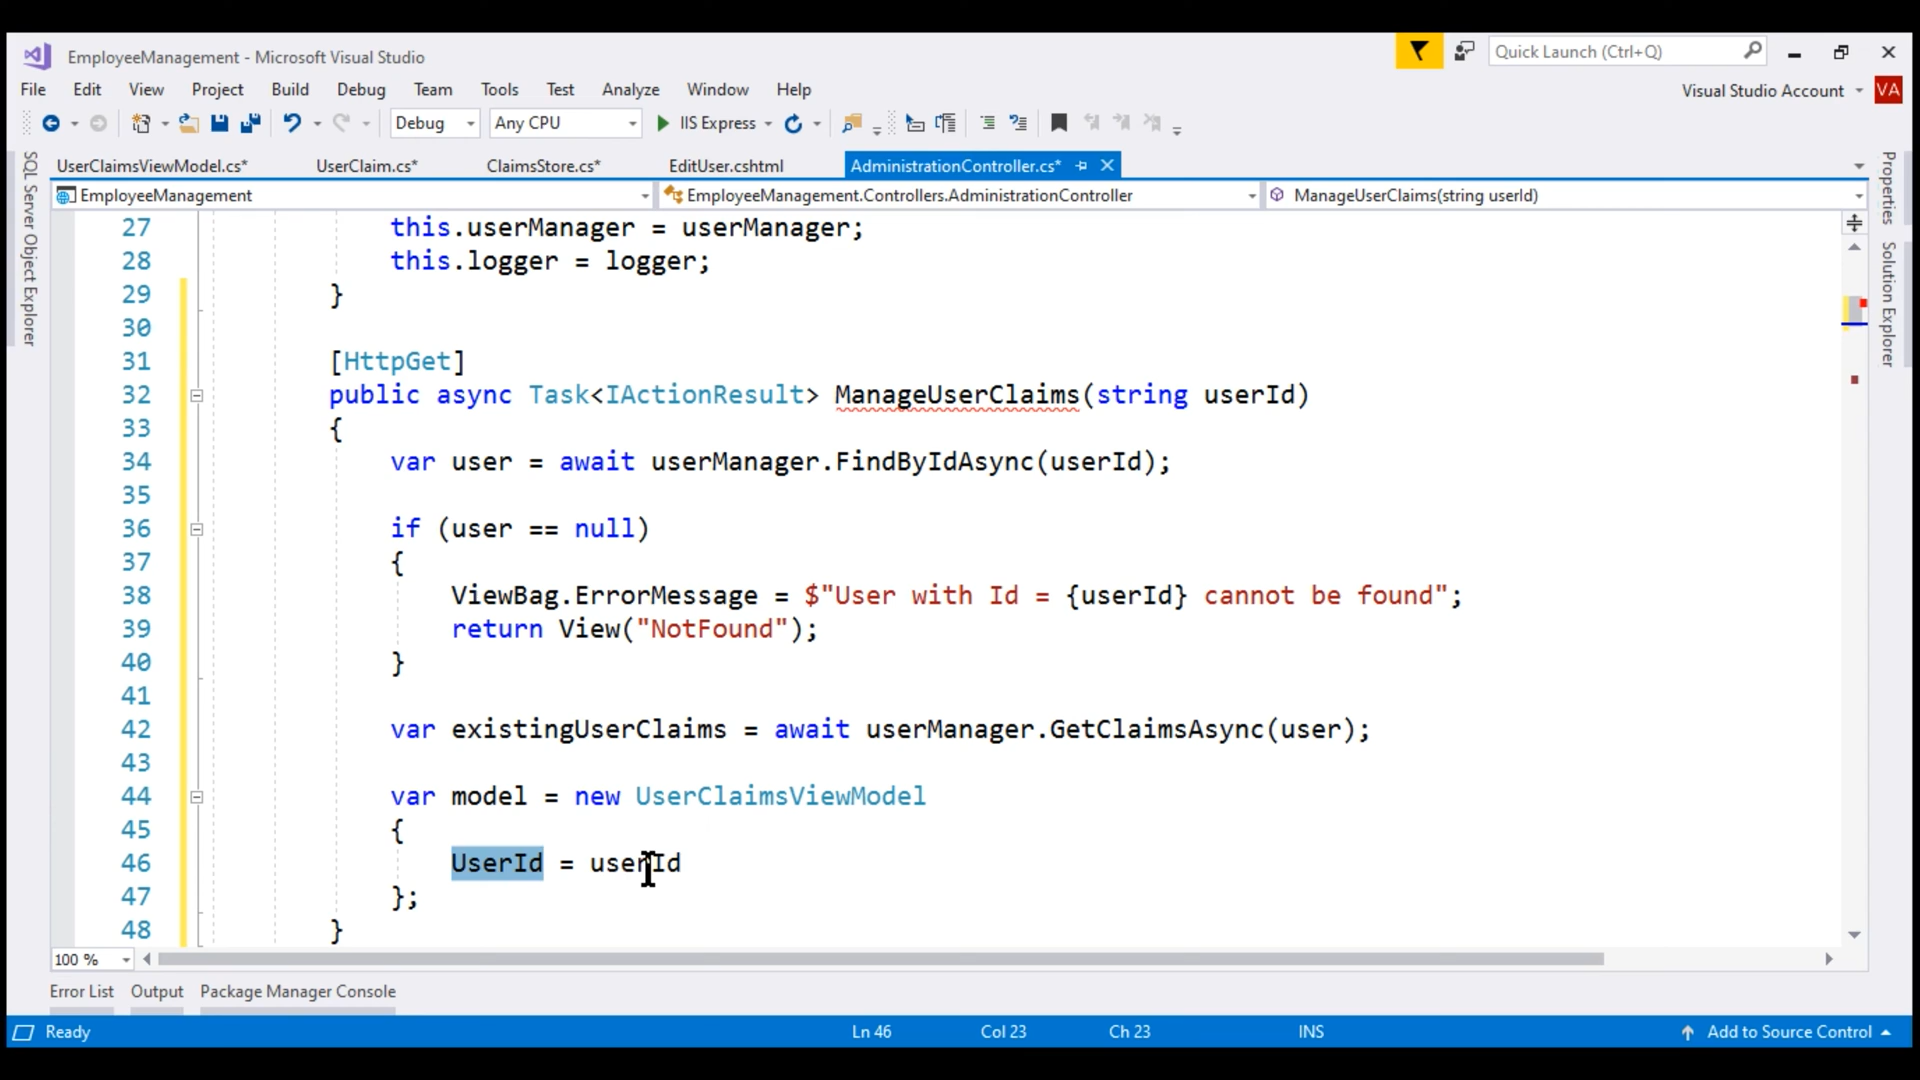 EmployeeManagement - Microsoft Visual Studio
Quick Launch (Ctrl+Q)
File Edit View Project Build Debug Team Tools Test Analyze Window Help
Visual Studio Account VA
Debug Any CPU IIS Express
UserClaimsViewModel.cs* UserClaim.cs* ClaimsStore.cs* EditUser.cshtml AdministrationController.cs*
EmployeeManagement EmployeeManagement.Controllers.AdministrationController ManageUserClaims(string userId)
SQL Server Object Explorer
Properties
Solution Explorer
27 this.userManager = userManager;
28 this.logger = logger;
29 }
30
31 [HttpGet]
32 public async Task<IActionResult> ManageUserClaims(string userId)
33 {
34 var user = await userManager.FindByIdAsync(userId);
35
36 if (user == null)
37 {
38 ViewBag.ErrorMessage = $"User with Id = {userId} cannot be found";
39 return View("NotFound");
40 }
41
42 var existingUserClaims = await userManager.GetClaimsAsync(user);
43
44 var model = new UserClaimsViewModel
45 {
46 UserId = userId
47 };
48 }
100 %
Error List Output Package Manager Console
Ready Ln 46 Col 23 Ch 23 INS Add to Source Control